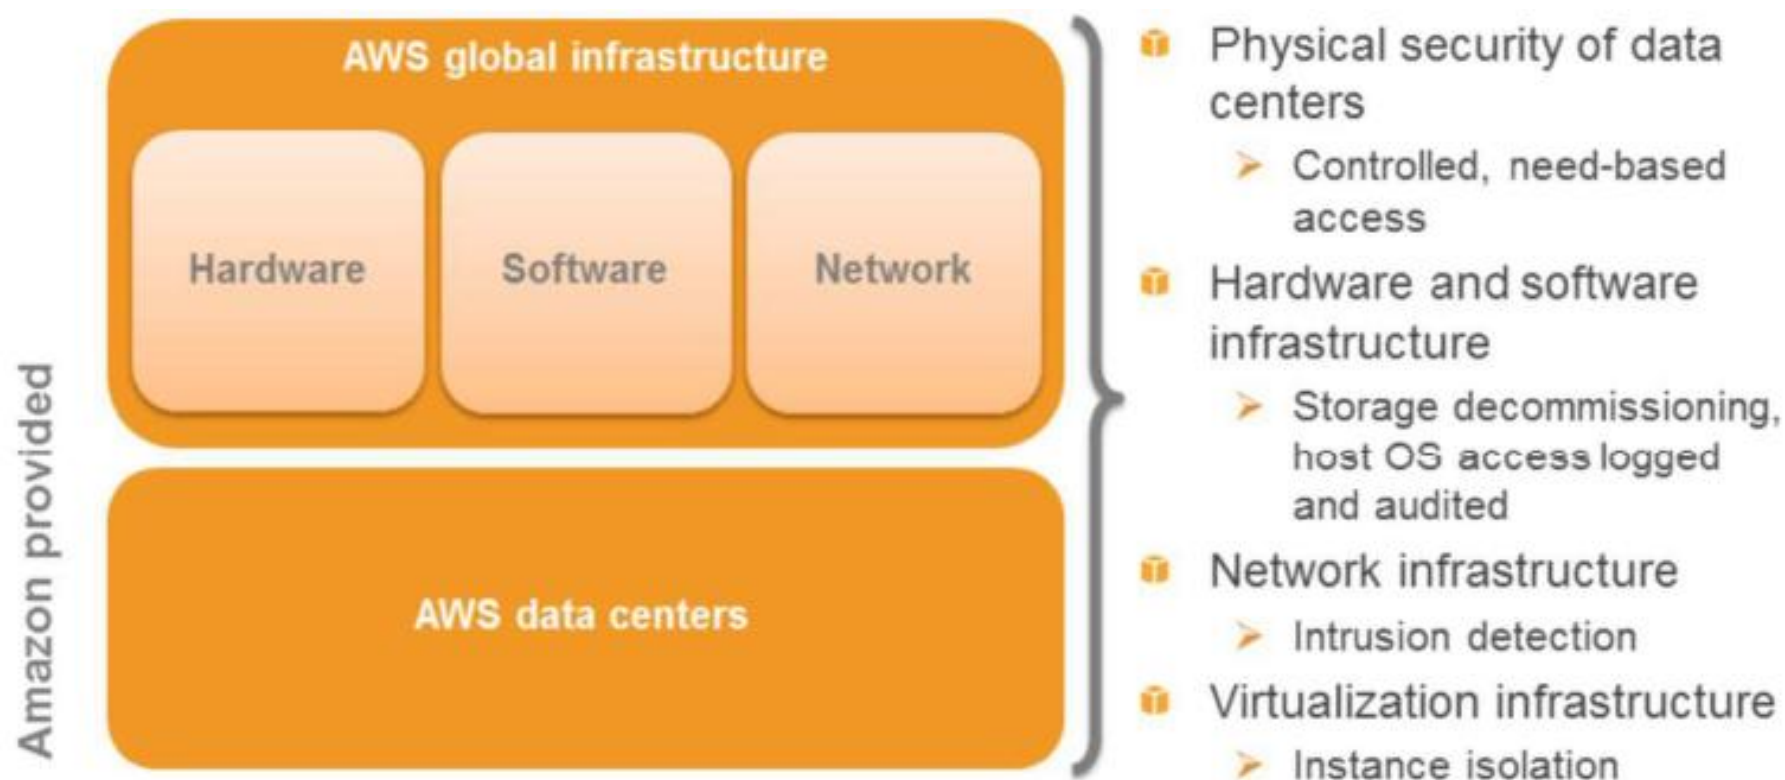 Amazon provided
AWS global infrastructure
Hardware
Software
Network
AWS data centers
Physical security of data
centers
Controlled, need-based
access
Hardware and software
infrastructure
Storage decommissioning,
host OS access logged
and audited
Network infrastructure
Intrusion detection
Virtualization infrastructure
Instance isolation